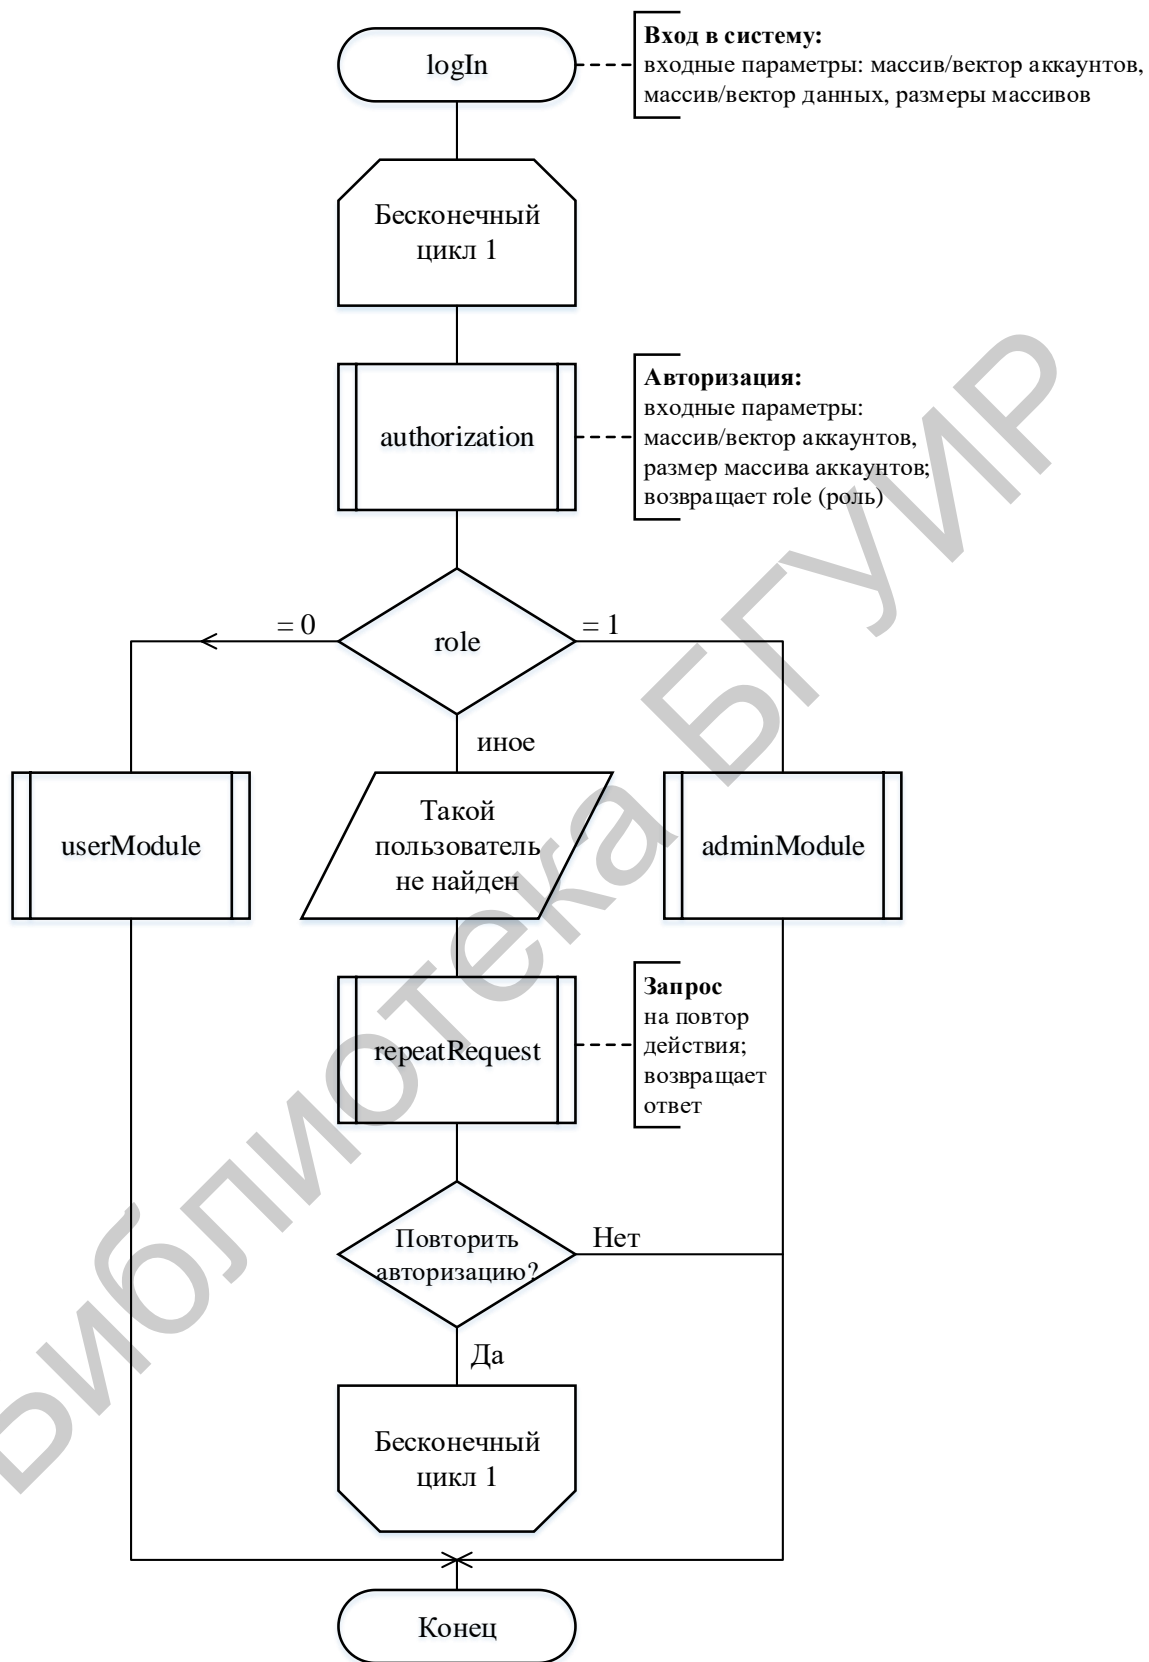 logIn
Вход в систему:
входные параметры: массив/вектор аккаунтов,
массив/вектор данных, размеры массивов
Бесконечный
цикл 1
authorization
Авторизация:
входные параметры:
массив/вектор аккаунтов,
размер массива аккаунтов;
возвращает role (роль)
= 0
role
= 1
иное
userModule
Такой
пользователь
не найден
adminModule
repeatRequest
Запрос
на повтор
действия;
возвращает
ответ
Повторить
авторизацию?
Нет
Да
Бесконечный
цикл 1
Конец
Библиотека БГУИР